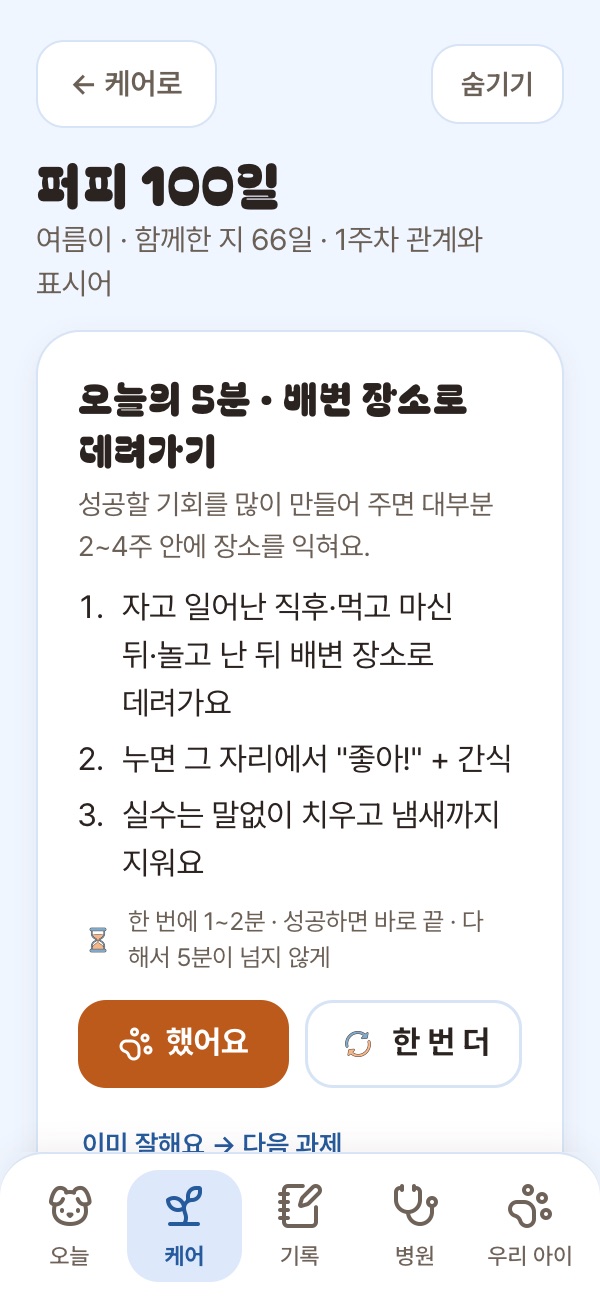 ← 케어로
숨기기
퍼피 100일
여름이 · 함께한 지 66일 · 1주차 관계와
표시어
오늘의 5분 · 배변 장소로
데려가기
성공할 기회를 많이 만들어 주면 대부분
2~4주 안에 장소를 익혀요.
1. 자고 일어난 직후·먹고 마신
뒤·놀고 난 뒤 배변 장소로
데려가요
2. 누면 그 자리에서 "좋아!" + 간식
3. 실수는 말없이 치우고 냄새까지
지워요
한 번에 1~2분 · 성공하면 바로 끝 · 다
해서 5분이 넘지 않게
했어요
한 번 더
이미 잘해요 → 다음 과제
오늘
케어
기록
병원
우리 아이